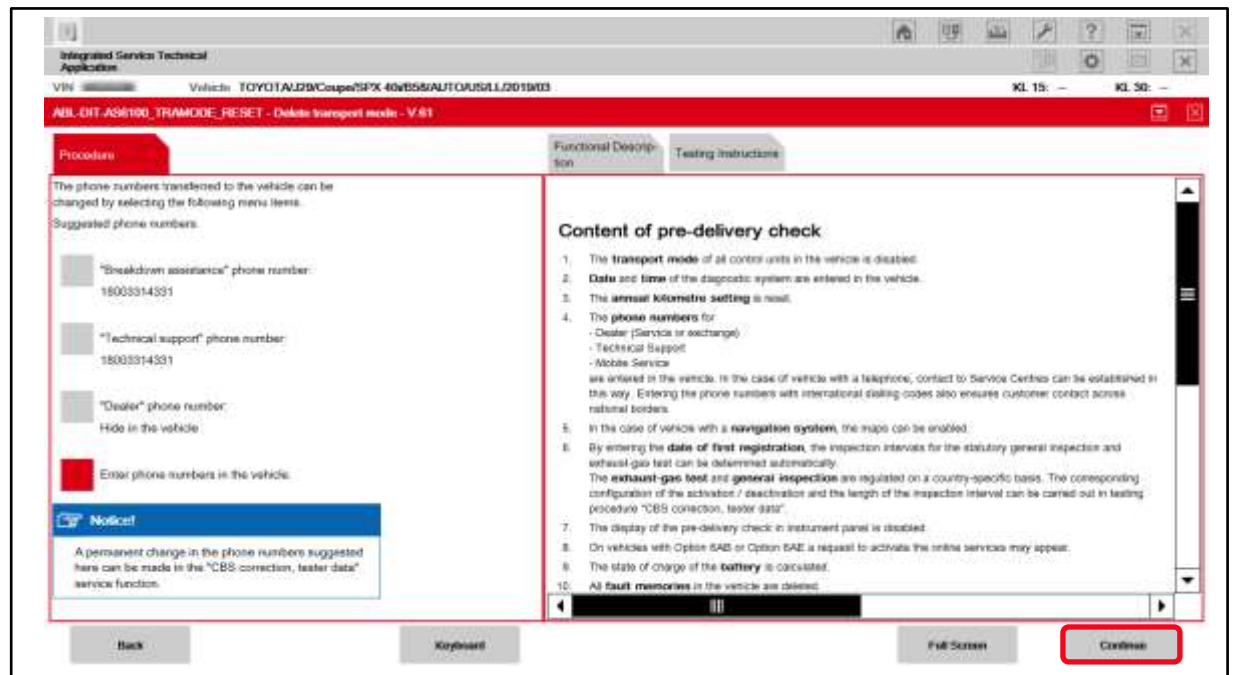 Integrated Service Technical
Application
VIN
Vehicle TOYOTA/J29/Coupe/SPX 40i/B58/AUTO/US/LL/2019/03
KL 15: –
KL 30: –
ABL-DIT-AS6100_TRAMODE_RESET - Delete transport mode - V.61
Procedure
Functional Descrip-
tion
Testing Instructions
The phone numbers transferred to the vehicle can be
changed by selecting the following menu items.
Suggested phone numbers.
"Breakdown assistance" phone number:
18003314331
"Technical support" phone number:
18003314331
"Dealer" phone number:
Hide in the vehicle
Enter phone numbers in the vehicle.
Notice!
A permanent change in the phone numbers suggested
here can be made in the "CBS correction, tester data"
service function.
Content of pre-delivery check
1. The transport mode of all control units in the vehicle is disabled.
2. Date and time of the diagnostic system are entered in the vehicle.
3. The annual kilometre setting is reset.
4. The phone numbers for
- Dealer (Service or exchange)
- Technical Support
- Mobile Service
are entered in the vehicle. In the case of vehicle with a telephone, contact to Service Centres can be established in
this way. Entering the phone numbers with international dialing codes also ensures customer contact across
national borders.
5. In the case of vehicle with a navigation system, the maps can be enabled.
6. By entering the date of first registration, the inspection intervals for the statutory general inspection and
exhaust-gas test can be determined automatically.
The exhaust-gas test and general inspection are regulated on a country-specific basis. The corresponding
configuration of the activation / deactivation and the length of the inspection interval can be carried out in testing
procedure "CBS correction, tester data".
7. The display of the pre-delivery check in instrument panel is disabled.
8. On vehicles with Option 6AB or Option 6AE a request to activate the online services may appear.
9. The state of charge of the battery is calculated.
10. All fault memories in the vehicle are deleted.
Back
Keyboard
Full Screen
Continue